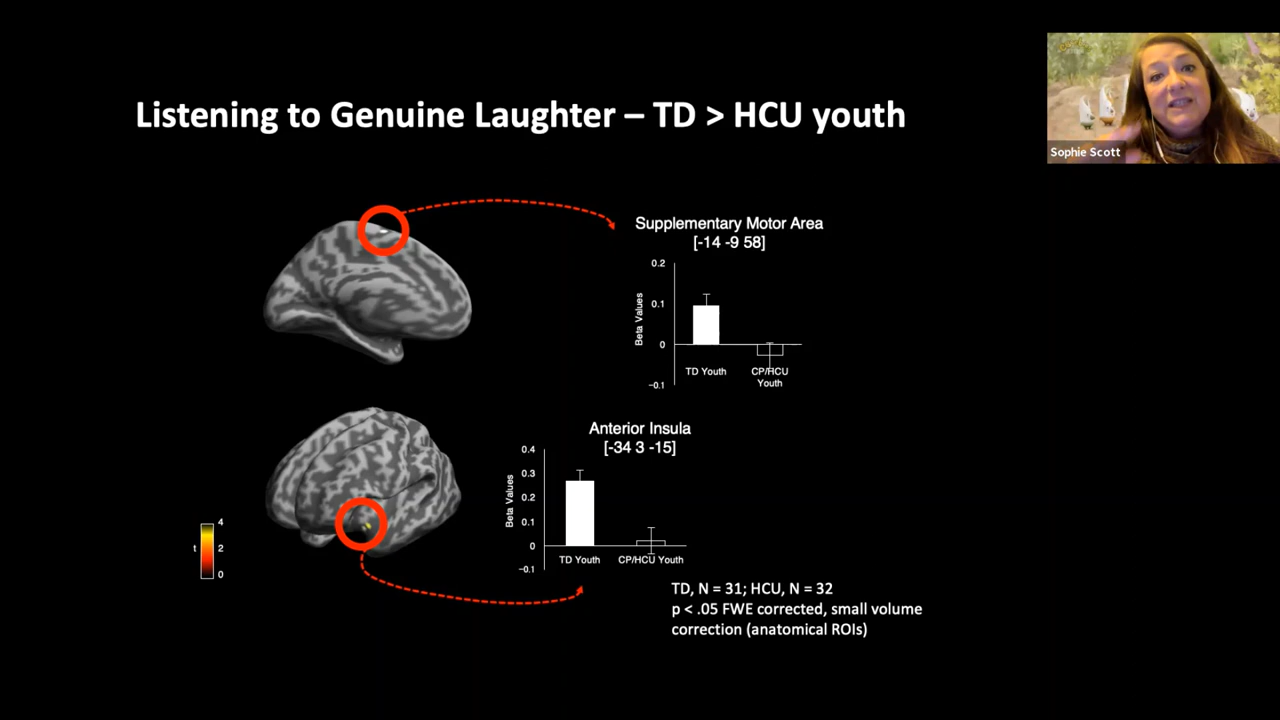 Listening to Genuine Laughter – TD > HCU youth
Sophie Scott
Supplementary Motor Area
[-14 -9 58]
0.2
0.1
0
-0.1
Beta Values
TD Youth
CP/HCU
Youth
Anterior Insula
[-34 3 -15]
0.4
0.3
0.2
0.1
0
-0.1
Beta Values
TD Youth
CP/HCU Youth
4
t
2
0
TD, N = 31; HCU, N = 32
p < .05 FWE corrected, small volume
correction (anatomical ROIs)